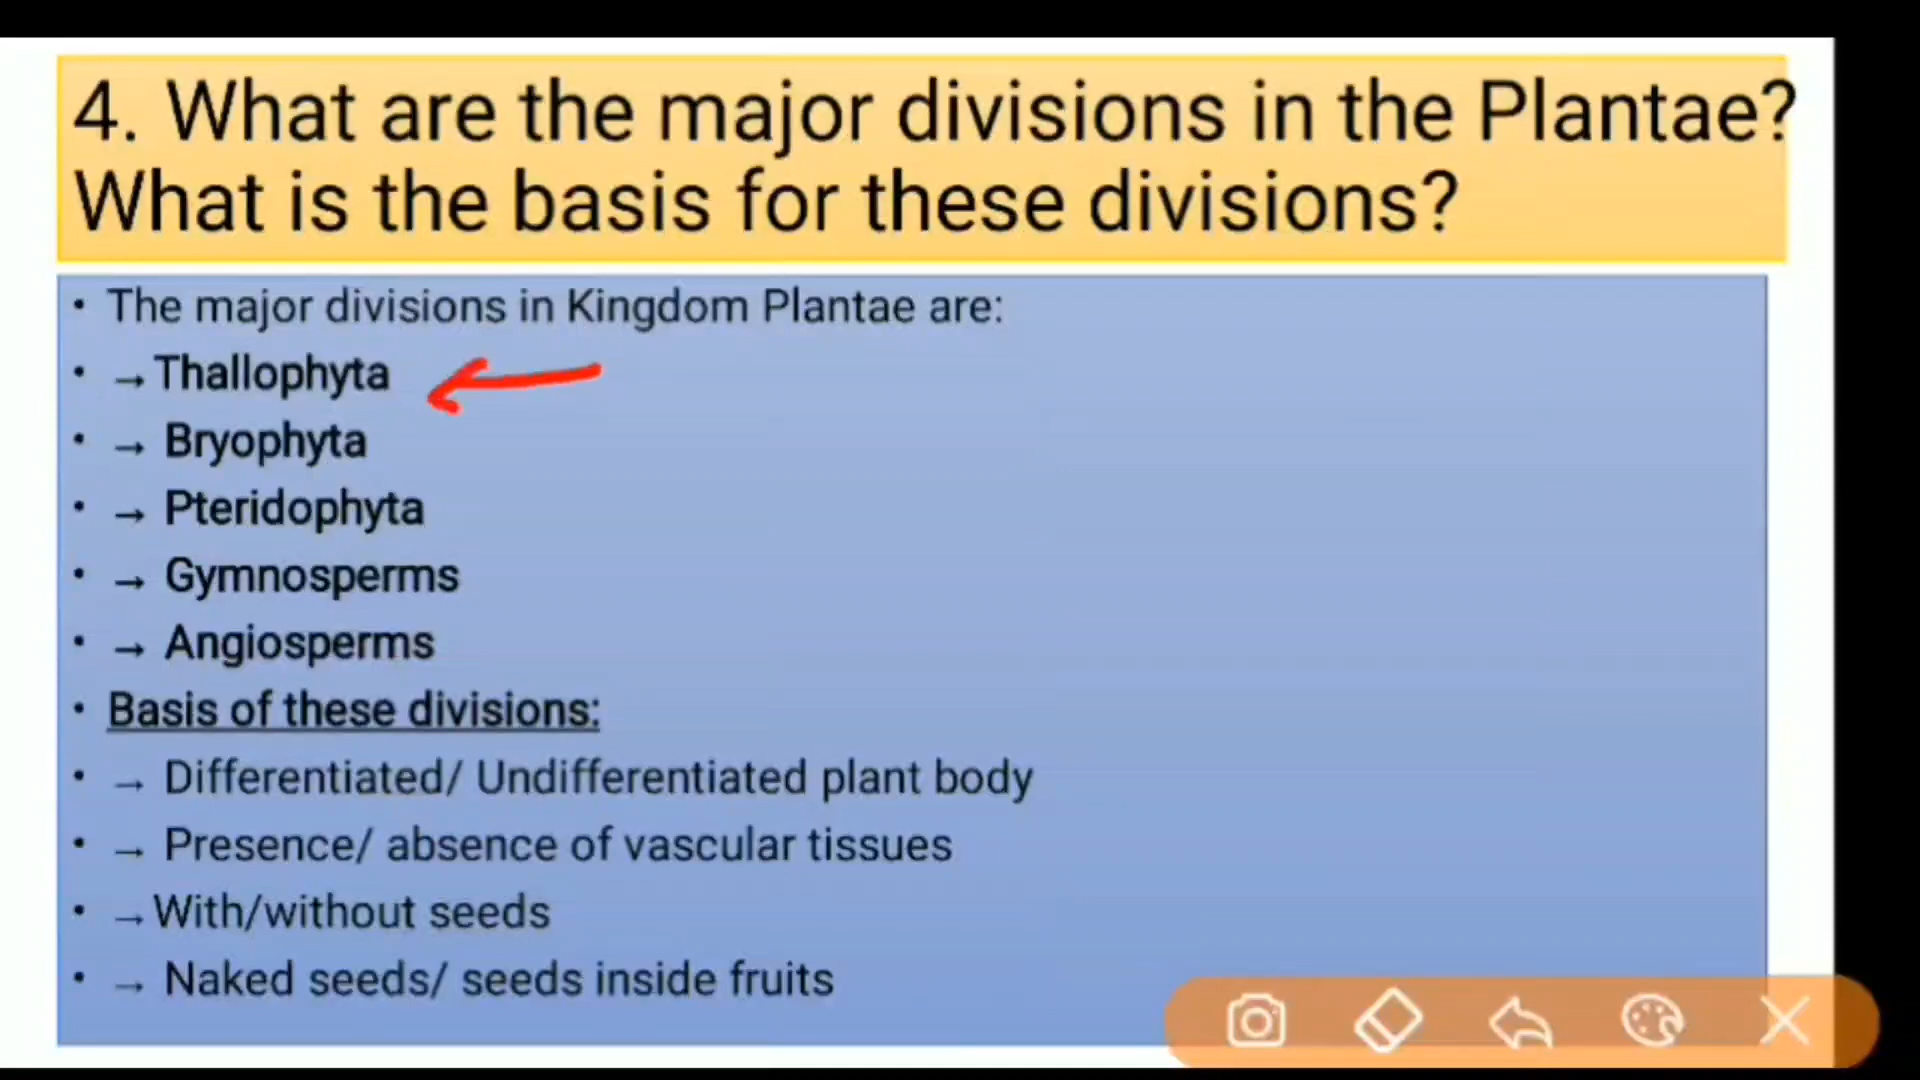 4. What are the major divisions in the Plantae?
What is the basis for these divisions?
• The major divisions in Kingdom Plantae are:
• → Thallophyta
• → Bryophyta
• → Pteridophyta
• → Gymnosperms
• → Angiosperms
• Basis of these divisions:
• → Differentiated/ Undifferentiated plant body
• → Presence/ absence of vascular tissues
• → With/without seeds
• → Naked seeds/ seeds inside fruits